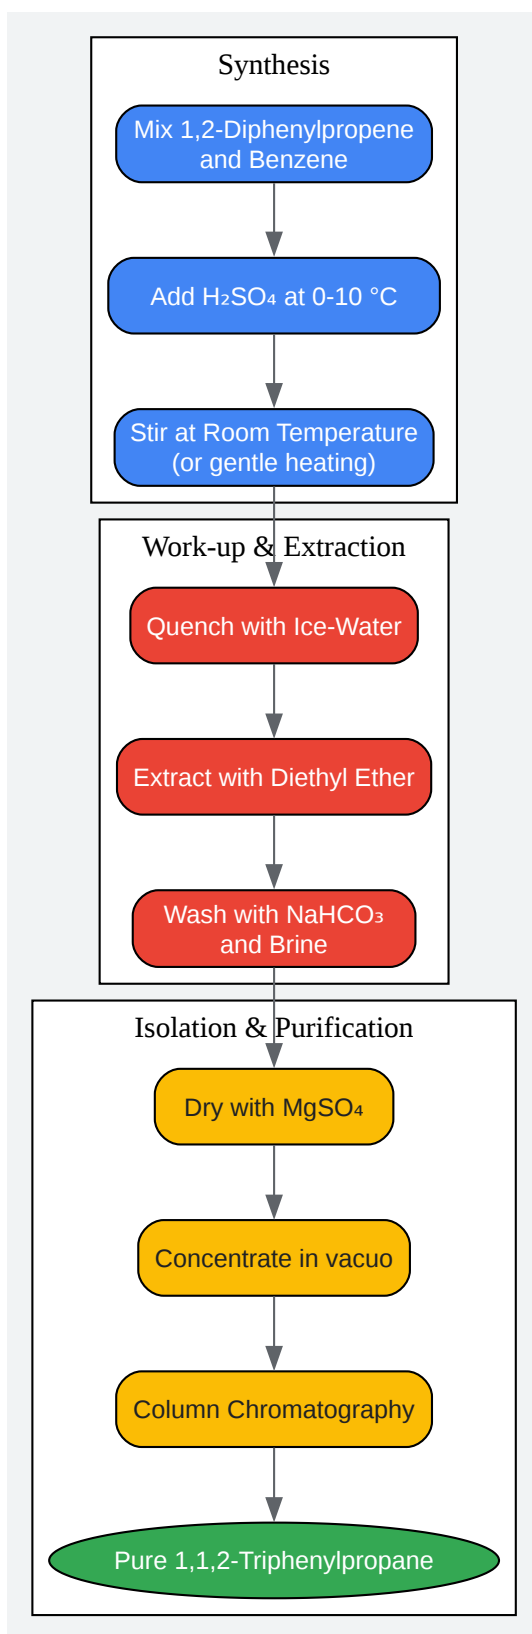 Synthesis
Mix 1,2-Diphenylpropene
and Benzene
Add H₂SO₄ at 0-10 °C
Stir at Room Temperature
(or gentle heating)
Work-up & Extraction
Quench with Ice-Water
Extract with Diethyl Ether
Wash with NaHCO₃
and Brine
Isolation & Purification
Dry with MgSO₄
Concentrate in vacuo
Column Chromatography
Pure 1,1,2-Triphenylpropane